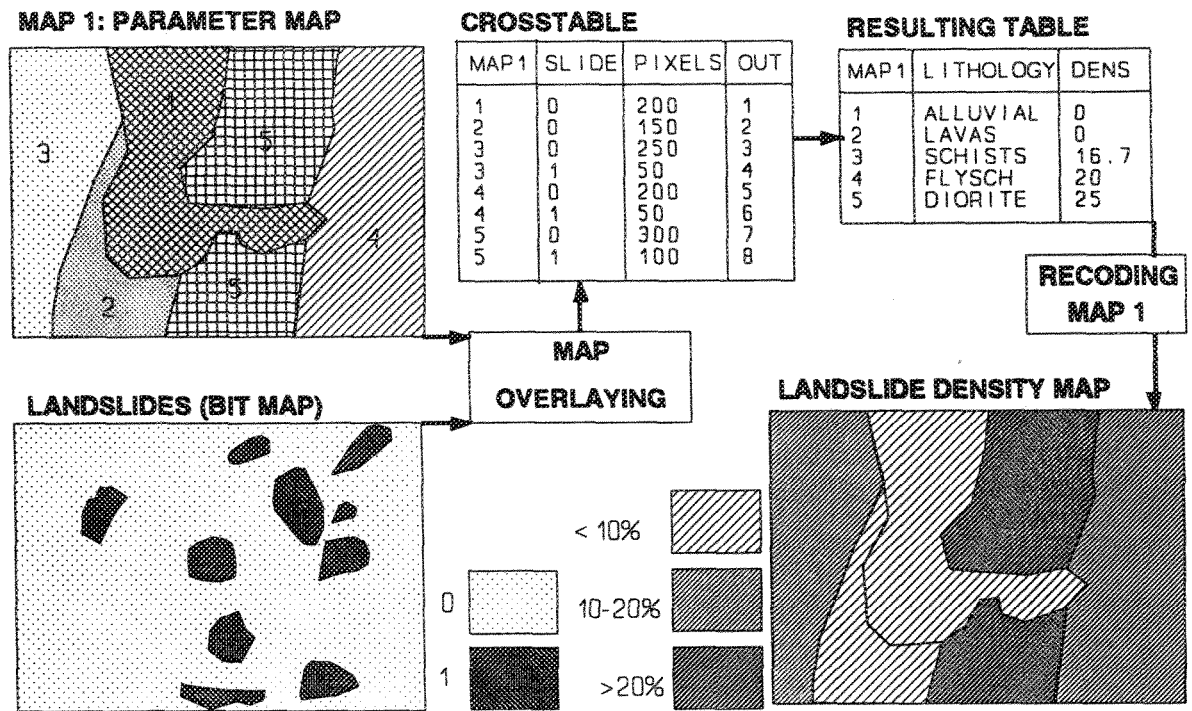 MAP 1: PARAMETER MAP
1
3
5
4
2
5
CROSSTABLE
MAP1 SLIDE PIXELS OUT
1 0 200 1
2 0 150 2
3 0 250 3
3 1 50 4
4 0 200 5
4 1 50 6
5 0 300 7
5 1 100 8
RESULTING TABLE
MAP1 LITHOLOGY DENS
1 ALLUVIAL 0
2 LAVAS 0
3 SCHISTS 16.7
4 FLYSCH 20
5 DIORITE 25
RECODING
MAP 1
MAP
OVERLAYING
LANDSLIDES (BIT MAP)
0
1
< 10%
10-20%
>20%
LANDSLIDE DENSITY MAP